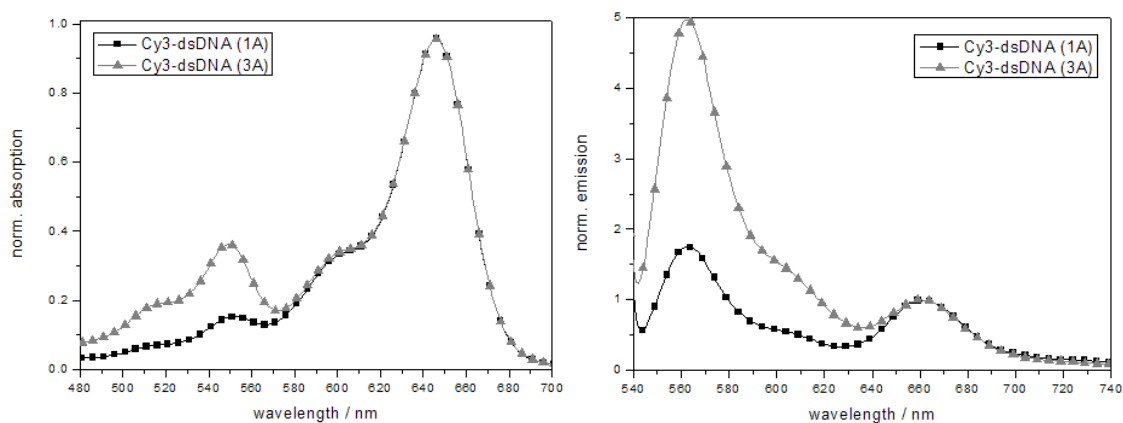 norm. absorption
1.0
0.8
0.6
0.4
0.2
0.0
Cy3-dsDNA (1A)
Cy3-dsDNA (3A)
480 500 520 540 560 580 600 620 640 660 680 700
wavelength / nm
norm. emission
5
4
3
2
1
0
Cy3-dsDNA (1A)
Cy3-dsDNA (3A)
540 560 580 600 620 640 660 680 700 720 740
wavelength / nm